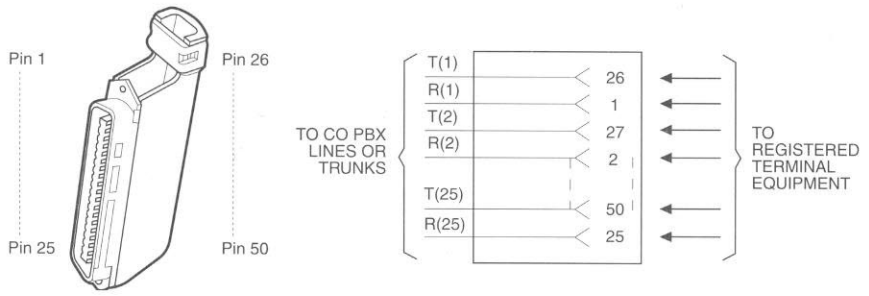 Pin 1
Pin 26
Pin 25
Pin 50
TO CO PBX
LINES OR
TRUNKS
T(1)
R(1)
T(2)
R(2)
T(25)
R(25)
26
1
27
2
50
25
TO
REGISTERED
TERMINAL
EQUIPMENT